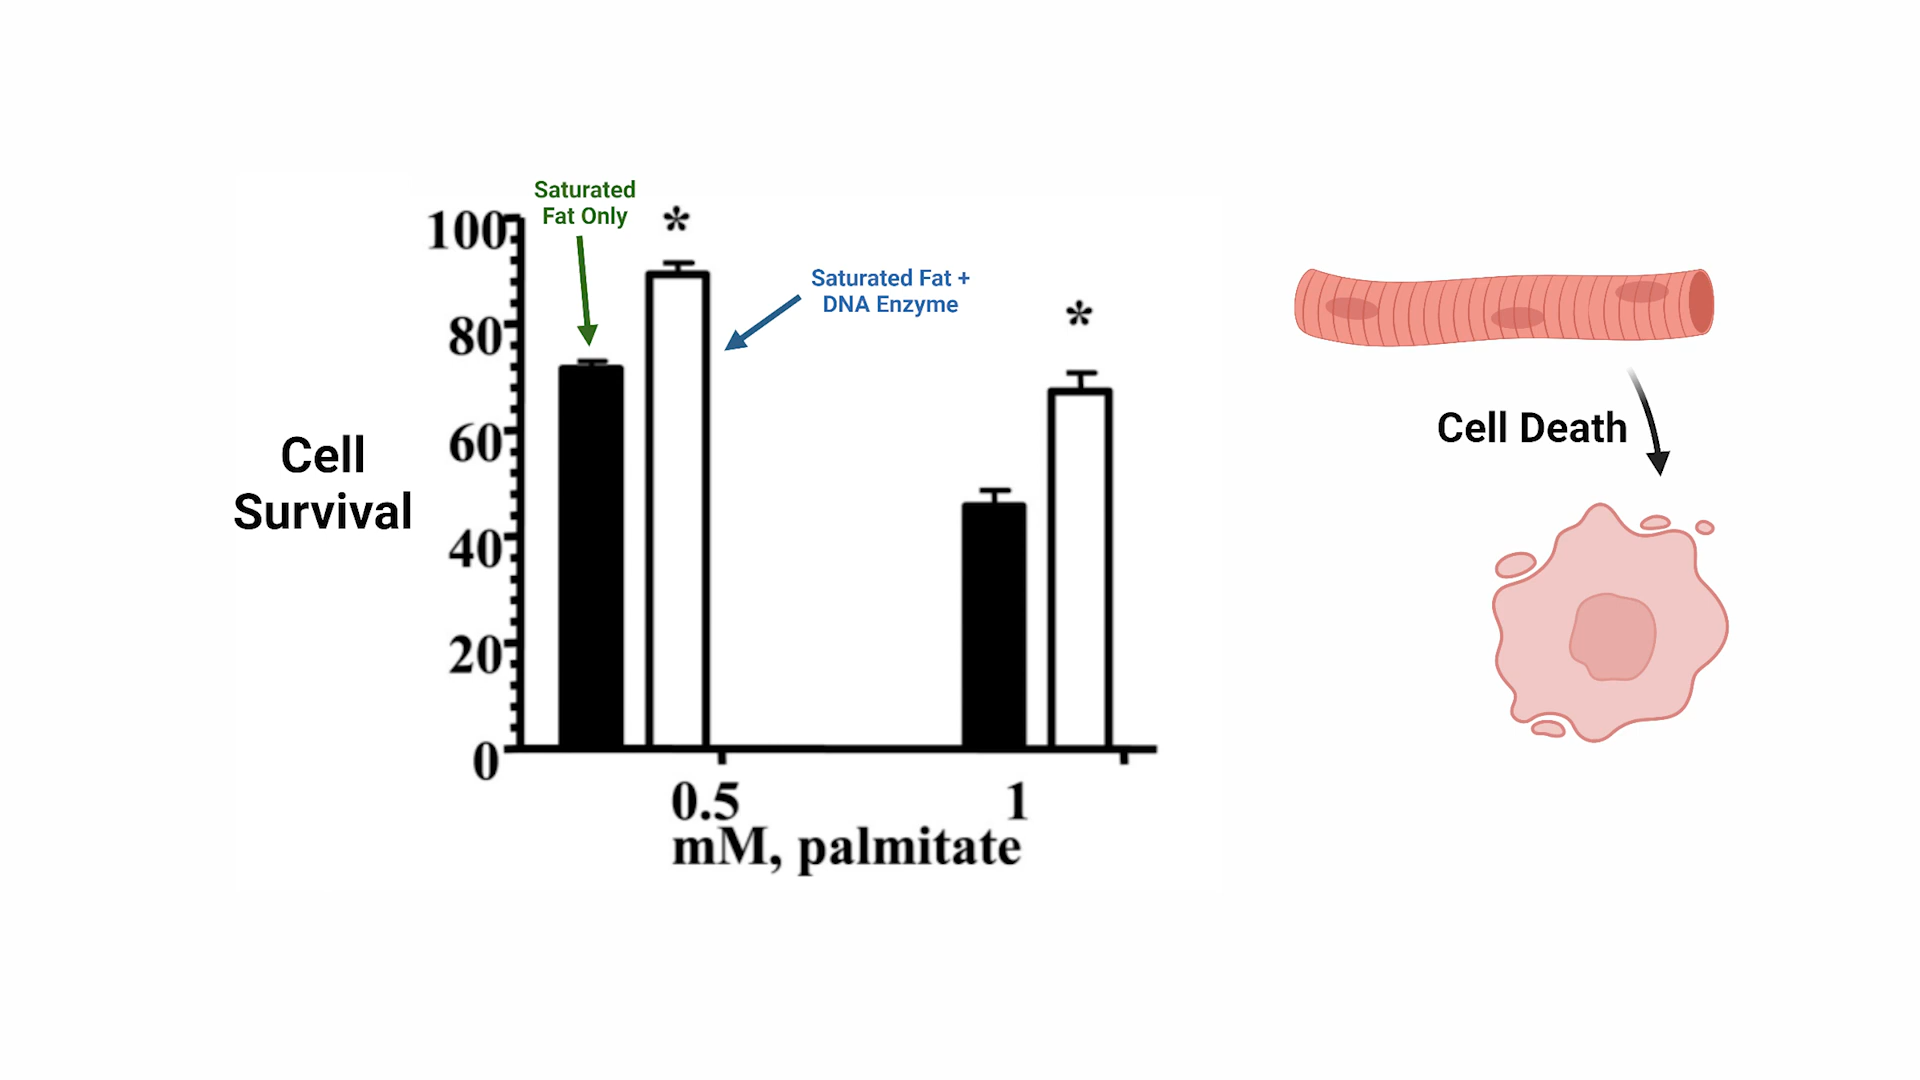 Saturated
Fat Only
*
Saturated Fat +
DNA Enzyme
*
100
80
60
40
20
0
Cell
Survival
0.5
1
mM, palmitate
Cell Death